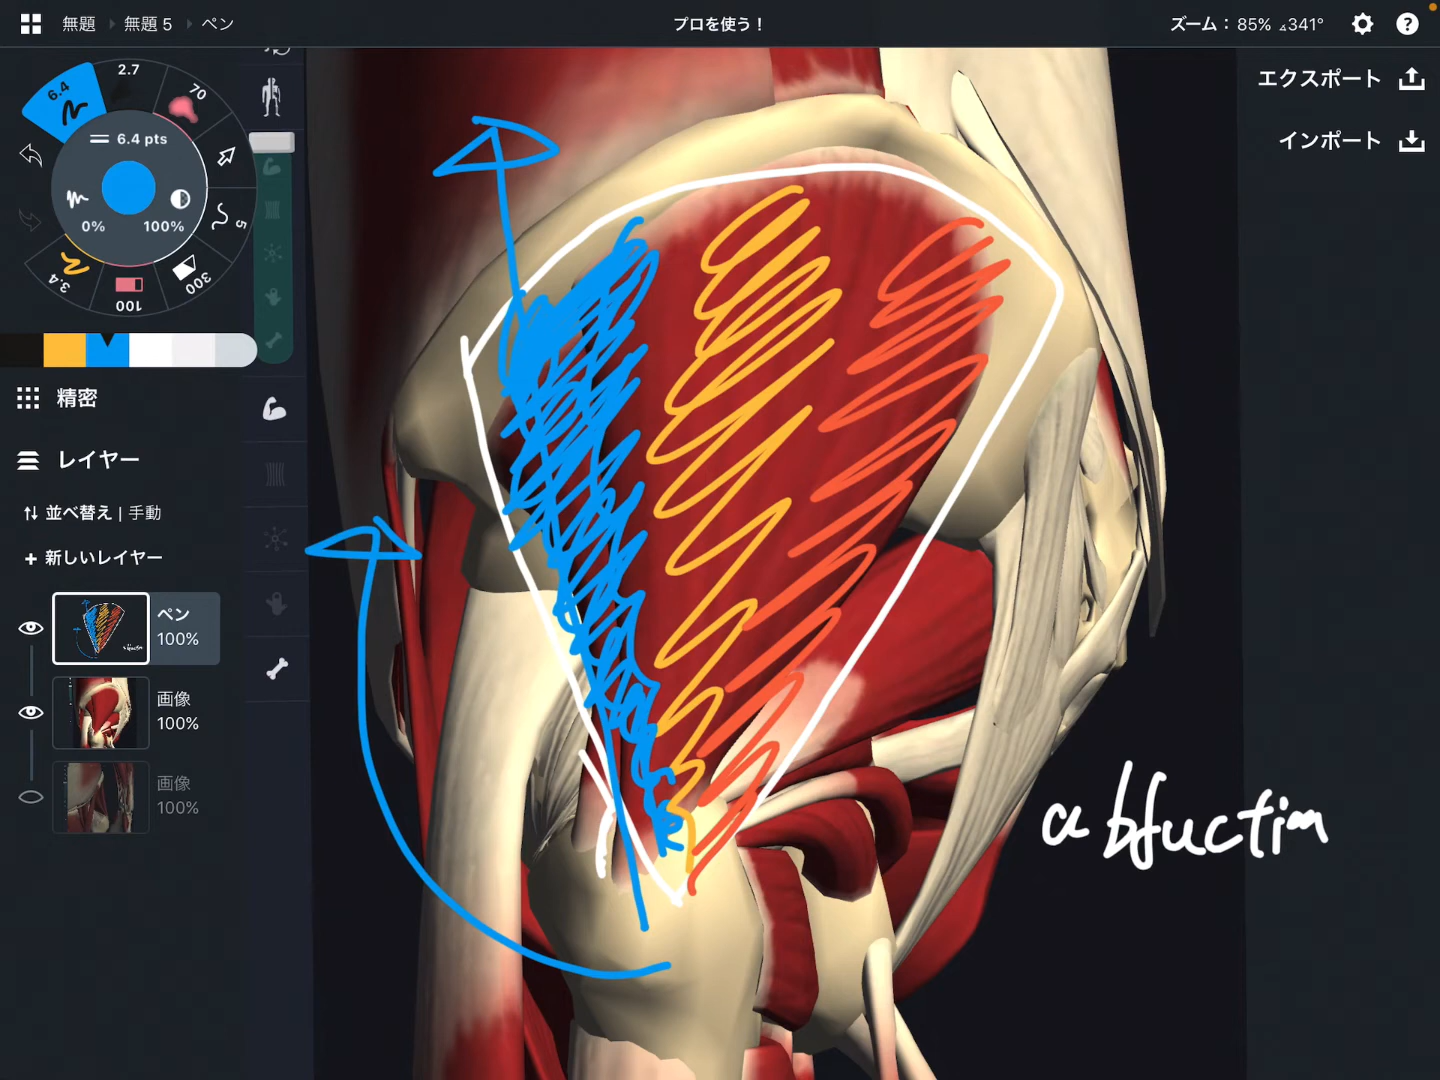 無題 無題 5 ペン
プロを使う！
ズーム： 85% ⊿341°
エクスポート
インポート
6.4
2.7
70
5
300
100
3.4
6.4 pts
0%
100%
精密
レイヤー
並べ替え | 手動
+ 新しいレイヤー
ペン
100%
画像
100%
画像
100%
abduction